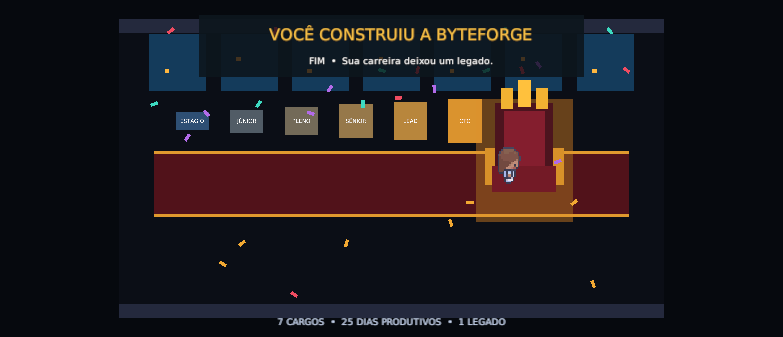 VOCÊ CONSTRUIU A BYTEFORGE
FIM • Sua carreira deixou um legado.
ESTÁGIO
JÚNIOR
PLENO
SÊNIOR
LEAD
CTO
7 CARGOS • 25 DIAS PRODUTIVOS • 1 LEGADO